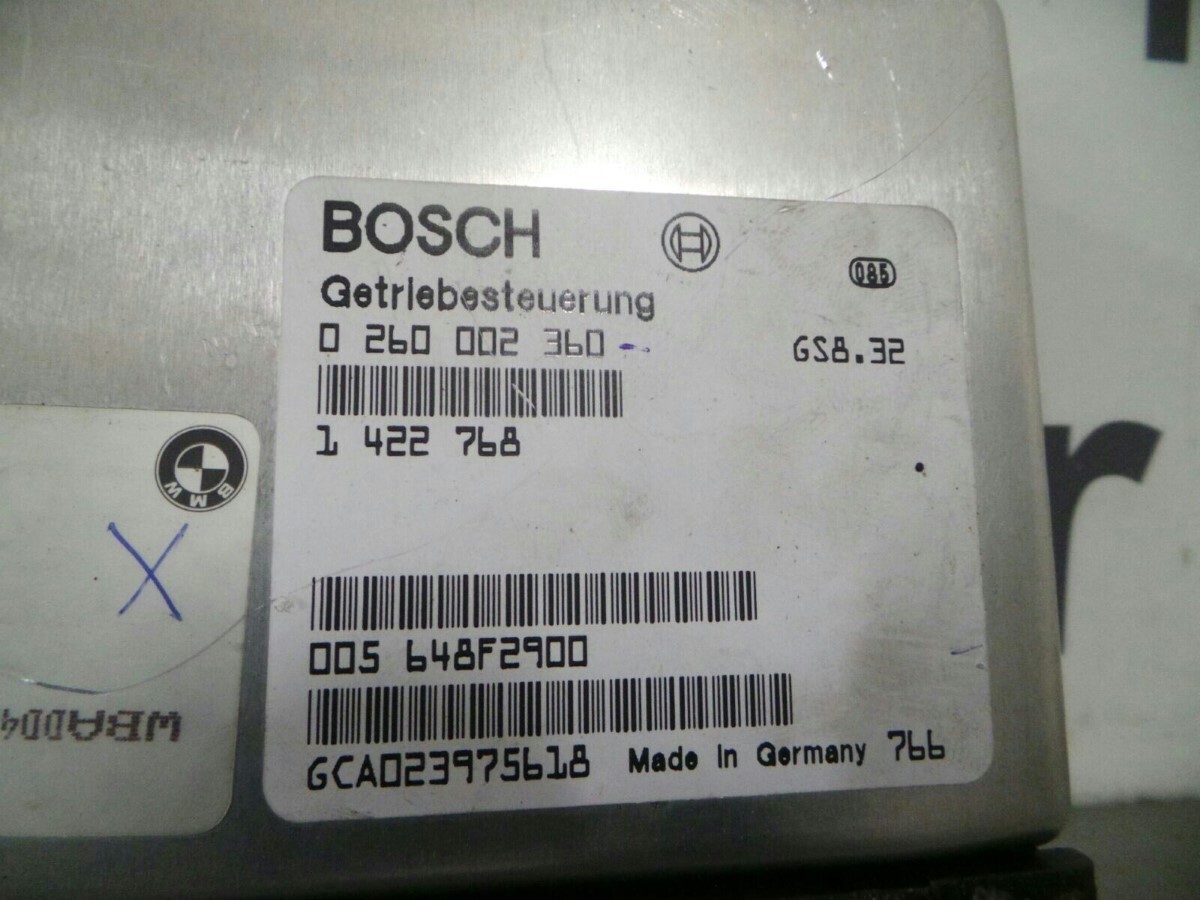 BOSCH
085
Getriebesteuerung
0 260 002 360
GS8.32
1 422 768
BMW
X
005 648F2900
WBADD4
GCA023975618 Made in Germany 766
r